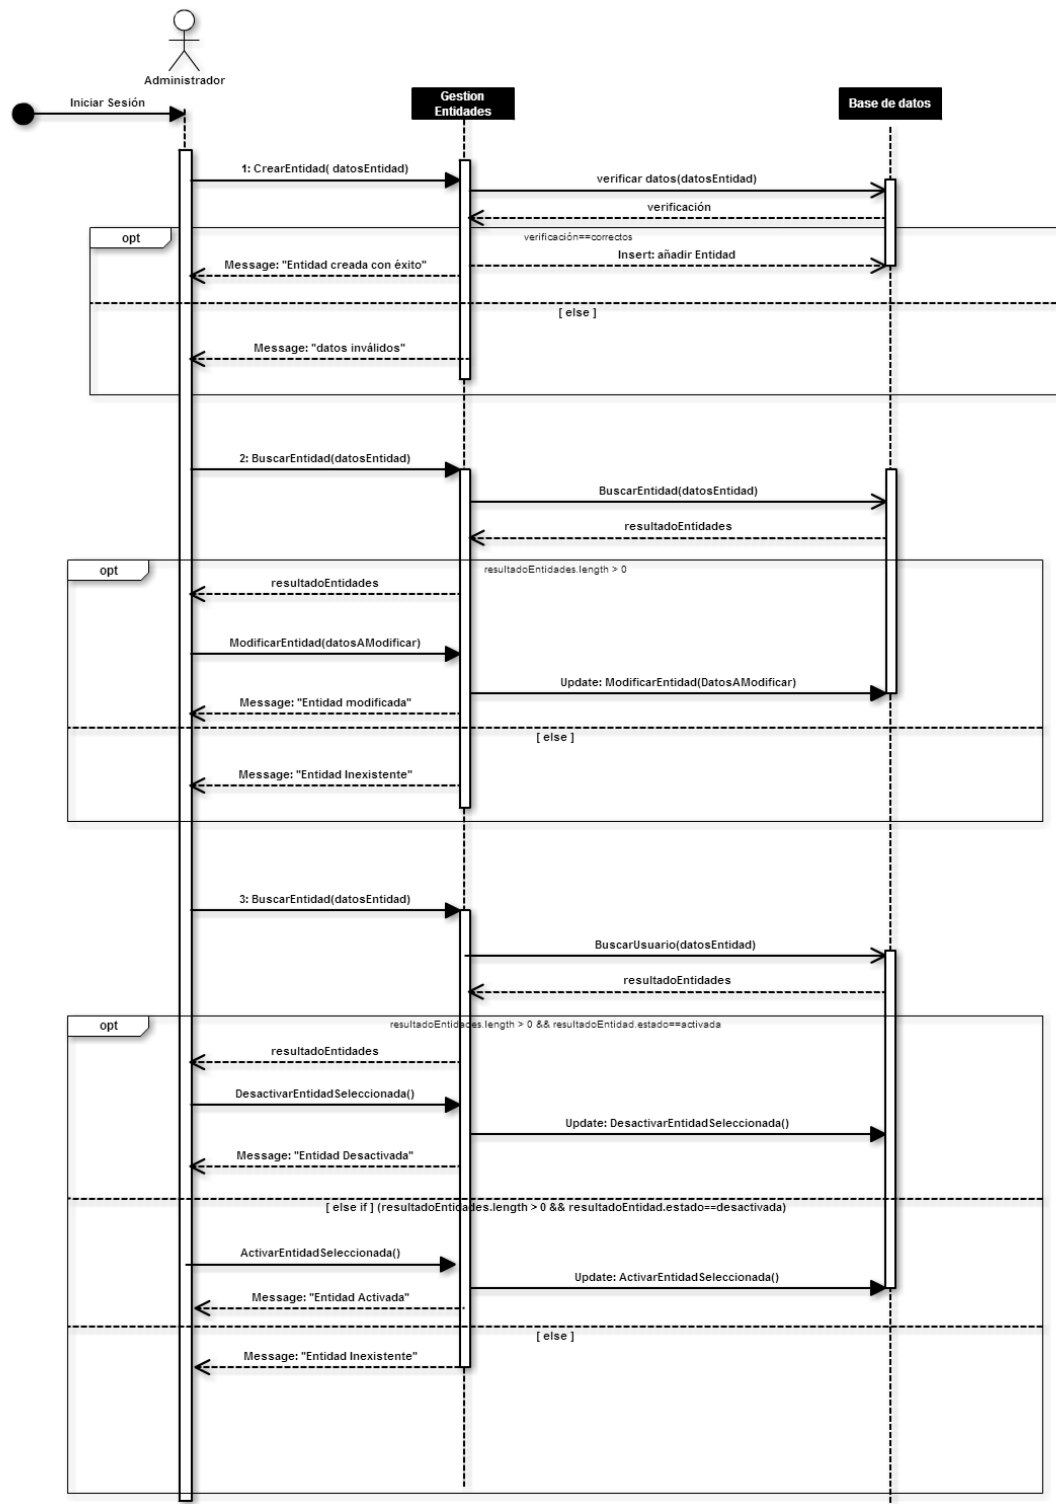 Administrador
Iniciar Sesión
Gestion
Entidades
Base de datos
1: CrearEntidad( datosEntidad)
verificar datos(datosEntidad)
verificación
opt
verificación==correctos
Insert: añadir Entidad
Message: "Entidad creada con éxito"
[ else ]
Message: "datos inválidos"
2: BuscarEntidad(datosEntidad)
BuscarEntidad(datosEntidad)
resultadoEntidades
opt
resultadoEntidades.length > 0
resultadoEntidades
ModificarEntidad(datosAModificar)
Update: ModificarEntidad(DatosAModificar)
Message: "Entidad modificada"
[ else ]
Message: "Entidad Inexistente"
3: BuscarEntidad(datosEntidad)
BuscarUsuario(datosEntidad)
resultadoEntidades
opt
resultadoEntidades.length > 0 && resultadoEntidad.estado==activada
resultadoEntidades
DesactivarEntidadSeleccionada()
Update: DesactivarEntidadSeleccionada()
Message: "Entidad Desactivada"
[ else if ] (resultadoEntidades.length > 0 && resultadoEntidad.estado==desactivada)
ActivarEntidadSeleccionada()
Update: ActivarEntidadSeleccionada()
Message: "Entidad Activada"
[ else ]
Message: "Entidad Inexistente"